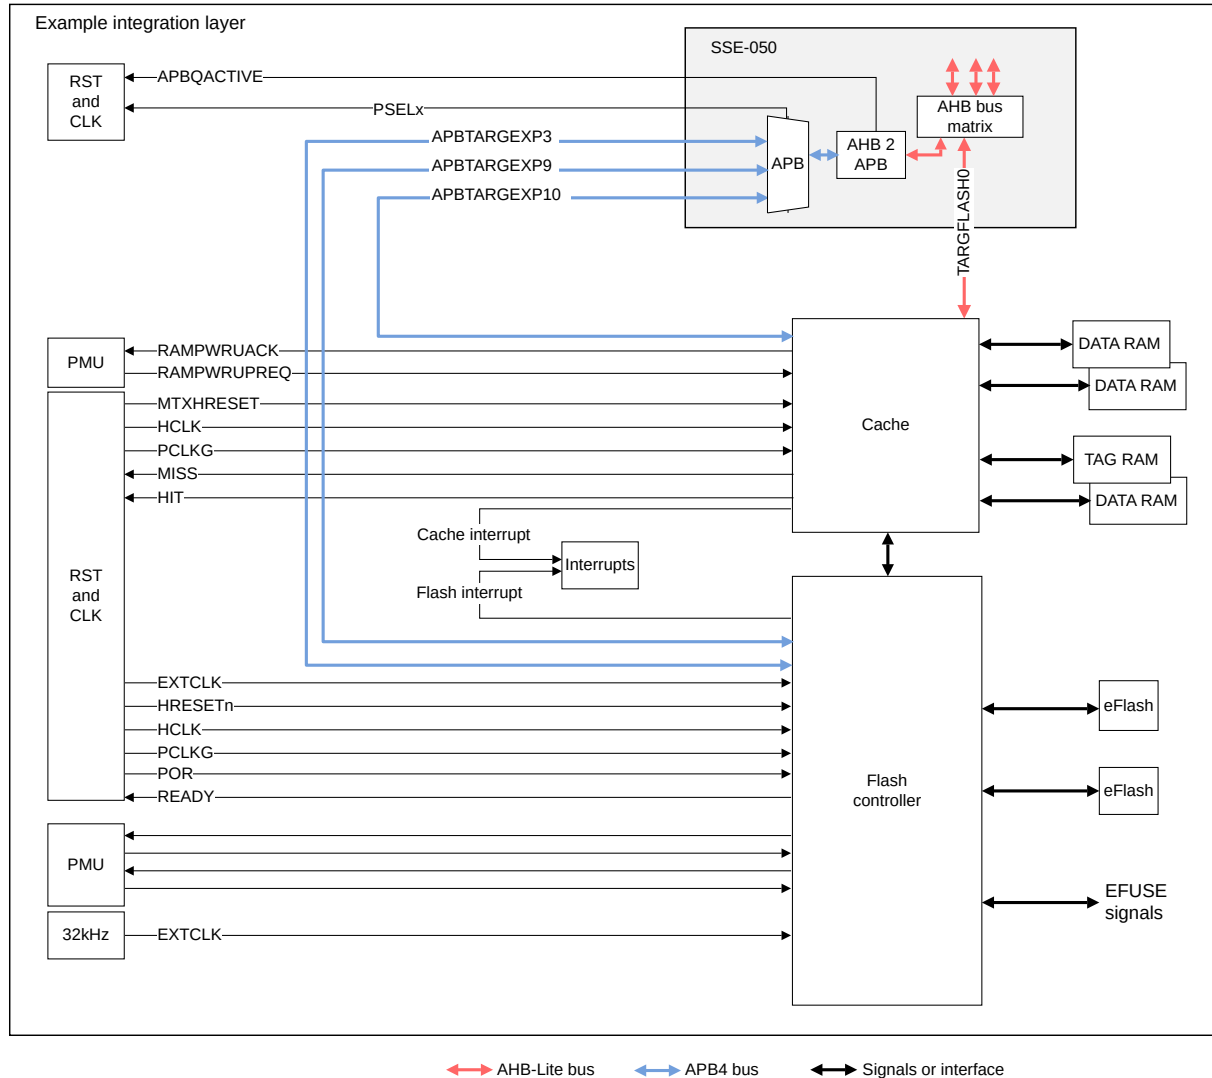 Example integration layer
SSE-050
RST
and
CLK
APBQACTIVE
PSELx
AHB bus
matrix
APBTARGEXP3
APB
AHB 2
APB
APBTARGEXP9
APBTARGEXP10
TARGFLASH0
PMU
RAMPWRUACK
RAMPWRUPREQ
DATA RAM
DATA RAM
MTXHRESET
HCLK
PCLKG
MISS
HIT
Cache
TAG RAM
DATA RAM
Cache interrupt
Interrupts
Flash interrupt
RST
and
CLK
EXTCLK
HRESETn
HCLK
PCLKG
POR
READY
Flash
controller
eFlash
eFlash
PMU
EFUSE
signals
32kHz
EXTCLK
AHB-Lite bus
APB4 bus
Signals or interface